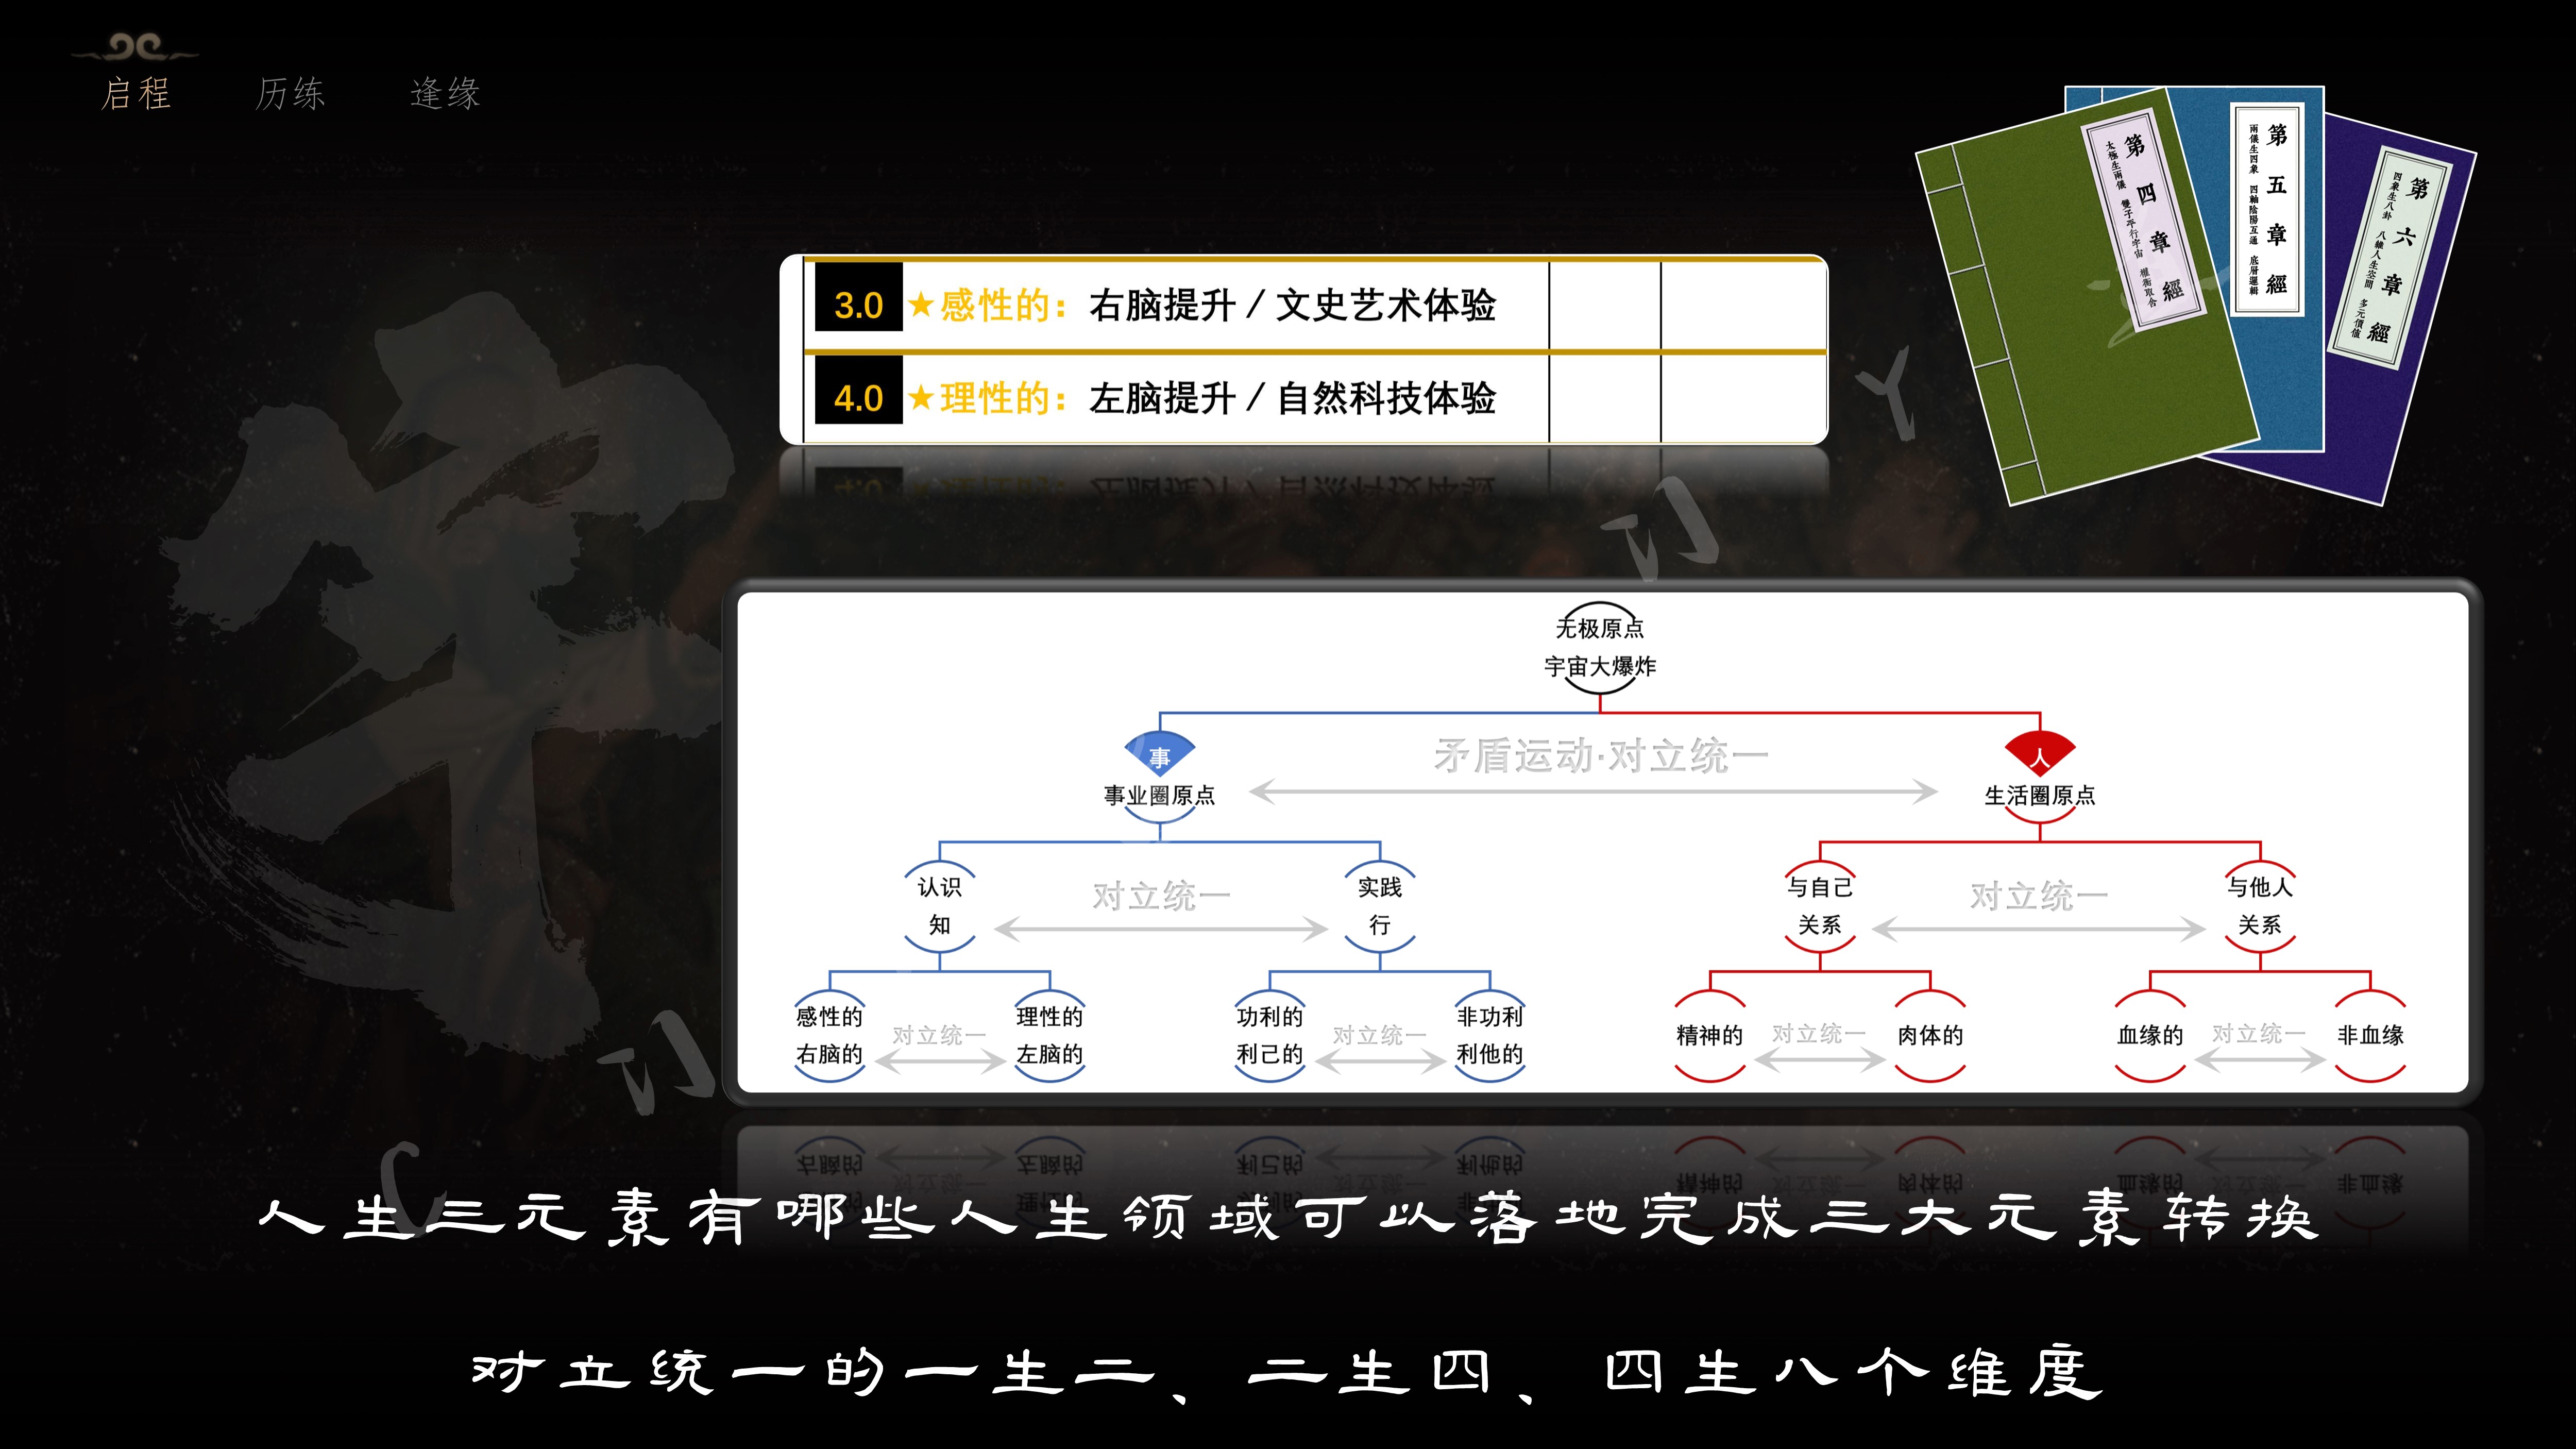 启程 历练 逢缘
第四章經
太極生兩儀 雙子平行宇宙 權衡取舍
第五章經
兩儀生四象 四軸陰陽互通 底層邏輯
第六章經
四象生八卦 八維人生空間 多元價值
3.0 ★感性的：右脑提升 / 文史艺术体验
4.0 ★理性的：左脑提升 / 自然科技体验
无极原点
宇宙大爆炸
事 矛盾运动·对立统一 人
事业圈原点 生活圈原点
认识 对立统一 实践 与自己 对立统一 与他人
知 行 关系 关系
感性的 对立统一 理性的 功利的 对立统一 非功利 精神的 对立统一 肉体的 血缘的 对立统一 非血缘
右脑的 左脑的 利己的 利他的
人生三元素有哪些人生领域可以落地完成三大元素转换
对立统一的一生二、二生四、四生八个维度